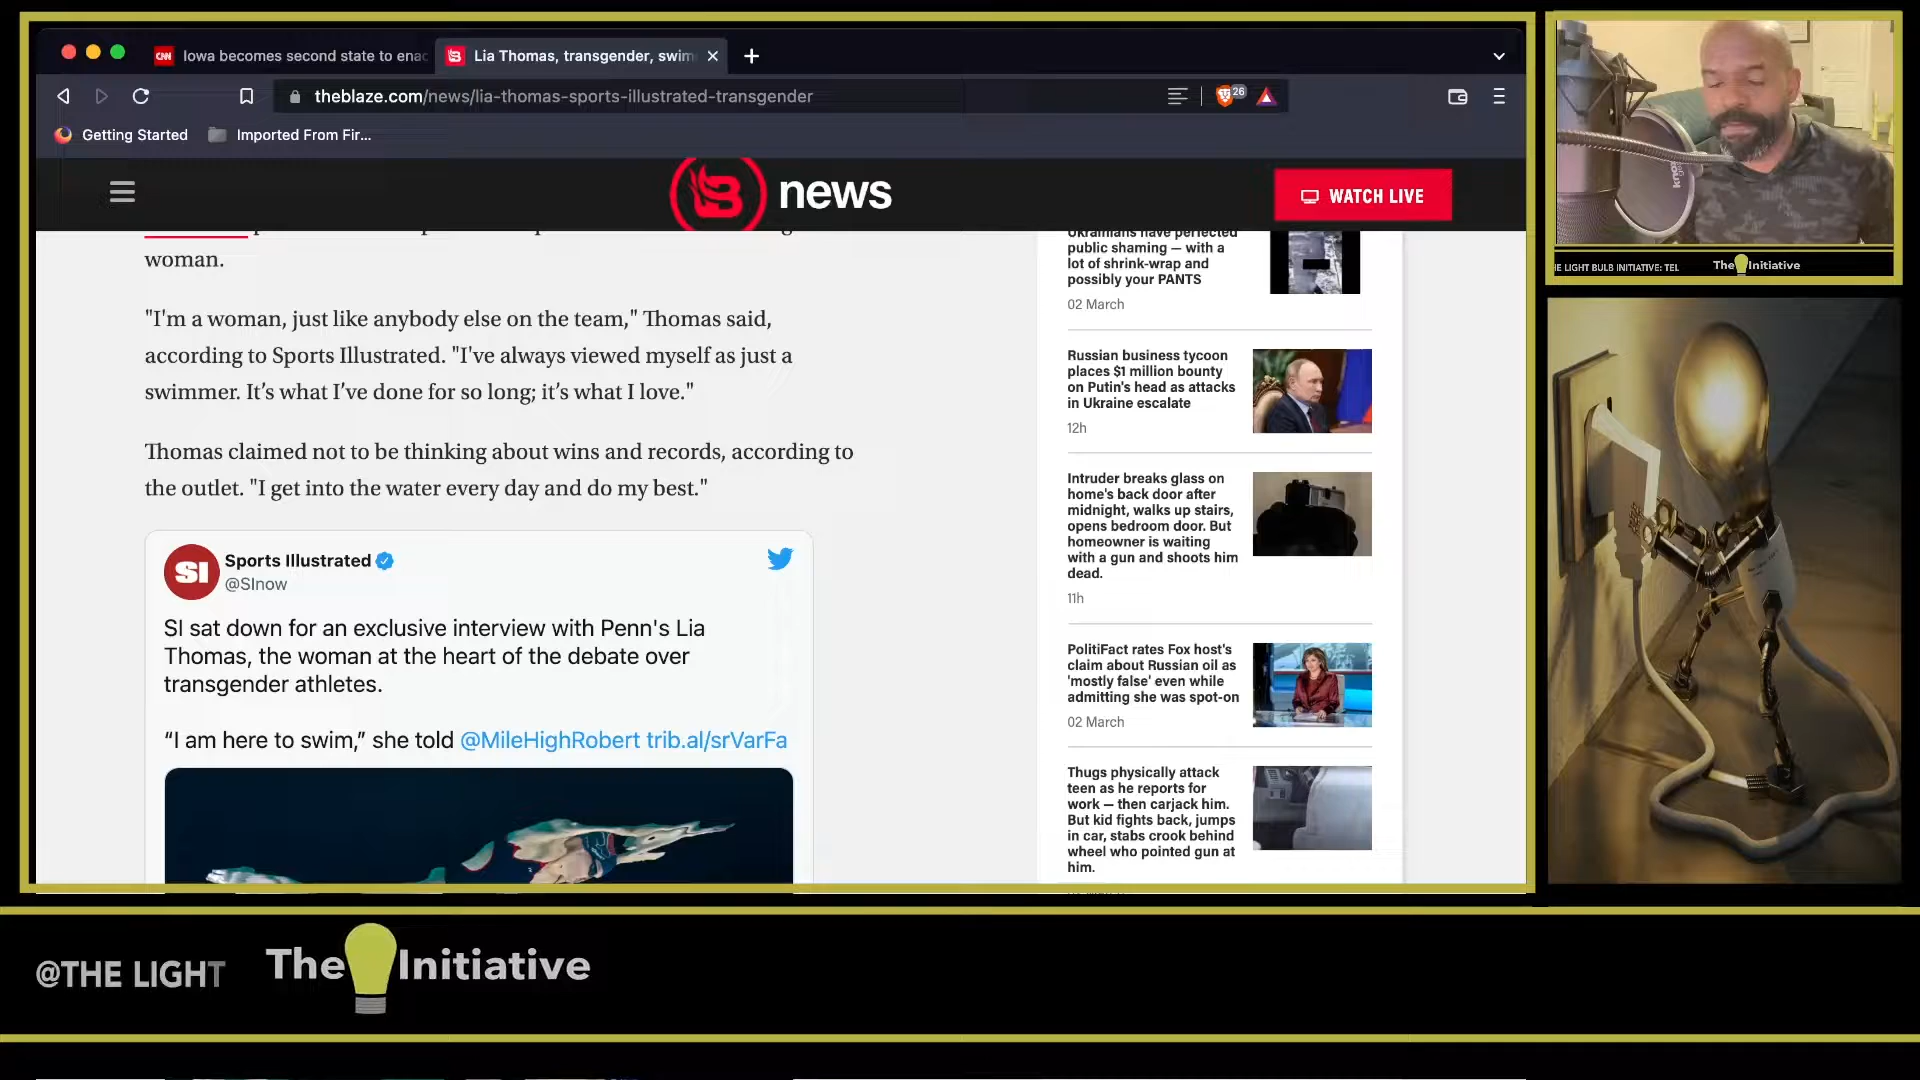 Iowa becomes second state to enac
Lia Thomas, transgender, swim
theblaze.com/news/lia-thomas-sports-illustrated-transgender
26
Getting Started
Imported From Fir...
news
WATCH LIVE
woman.
"I'm a woman, just like anybody else on the team," Thomas said,
according to Sports Illustrated. "I've always viewed myself as just a
swimmer. It’s what I’ve done for so long; it’s what I love."
Thomas claimed not to be thinking about wins and records, according to
the outlet. "I get into the water every day and do my best."
SI
Sports Illustrated
@SInow
SI sat down for an exclusive interview with Penn's Lia
Thomas, the woman at the heart of the debate over
transgender athletes.
“I am here to swim,” she told @MileHighRobert trib.al/srVarFa
Ukrainians have perfected
public shaming — with a
lot of shrink-wrap and
possibly your PANTS
02 March
Russian business tycoon
places $1 million bounty
on Putin's head as attacks
in Ukraine escalate
12h
Intruder breaks glass on
home's back door after
midnight, walks up stairs,
opens bedroom door. But
homeowner is waiting
with a gun and shoots him
dead.
11h
PolitiFact rates Fox host's
claim about Russian oil as
'mostly false' even while
admitting she was spot-on
02 March
Thugs physically attack
teen as he reports for
work — then carjack him.
But kid fights back, jumps
in car, stabs crook behind
wheel who pointed gun at
him.
HE LIGHT BULB INITIATIVE: TEL
The Initiative
@THE LIGHT
The Initiative